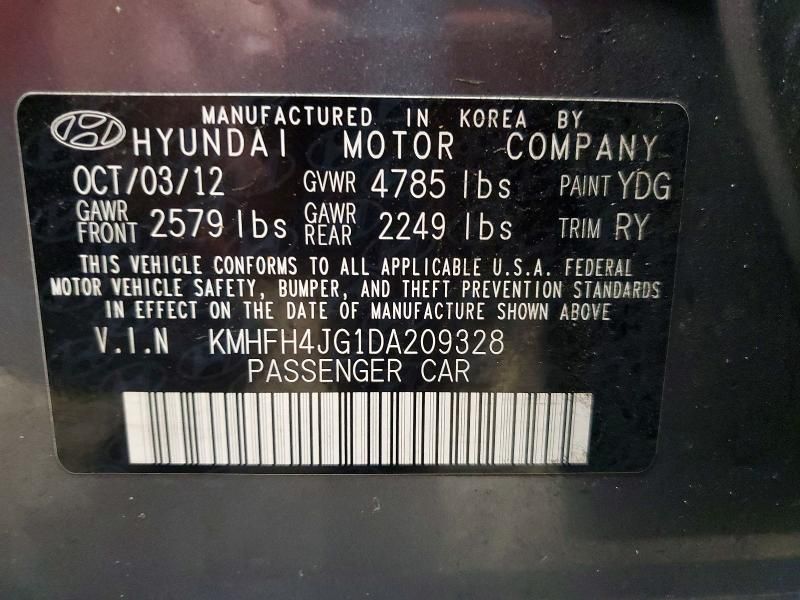 MANUFACTURED IN KOREA BY
HYUNDAI MOTOR COMPANY
OCT/03/12 GVWR 4785 lbs PAINT YDG
GAWR FRONT 2579 lbs GAWR REAR 2249 lbs TRIM RY
THIS VEHICLE CONFORMS TO ALL APPLICABLE U.S.A. FEDERAL
MOTOR VEHICLE SAFETY, BUMPER, AND THEFT PREVENTION STANDARDS
IN EFFECT ON THE DATE OF MANUFACTURE SHOWN ABOVE
V.I.N KMHFH4JG1DA209328
PASSENGER CAR